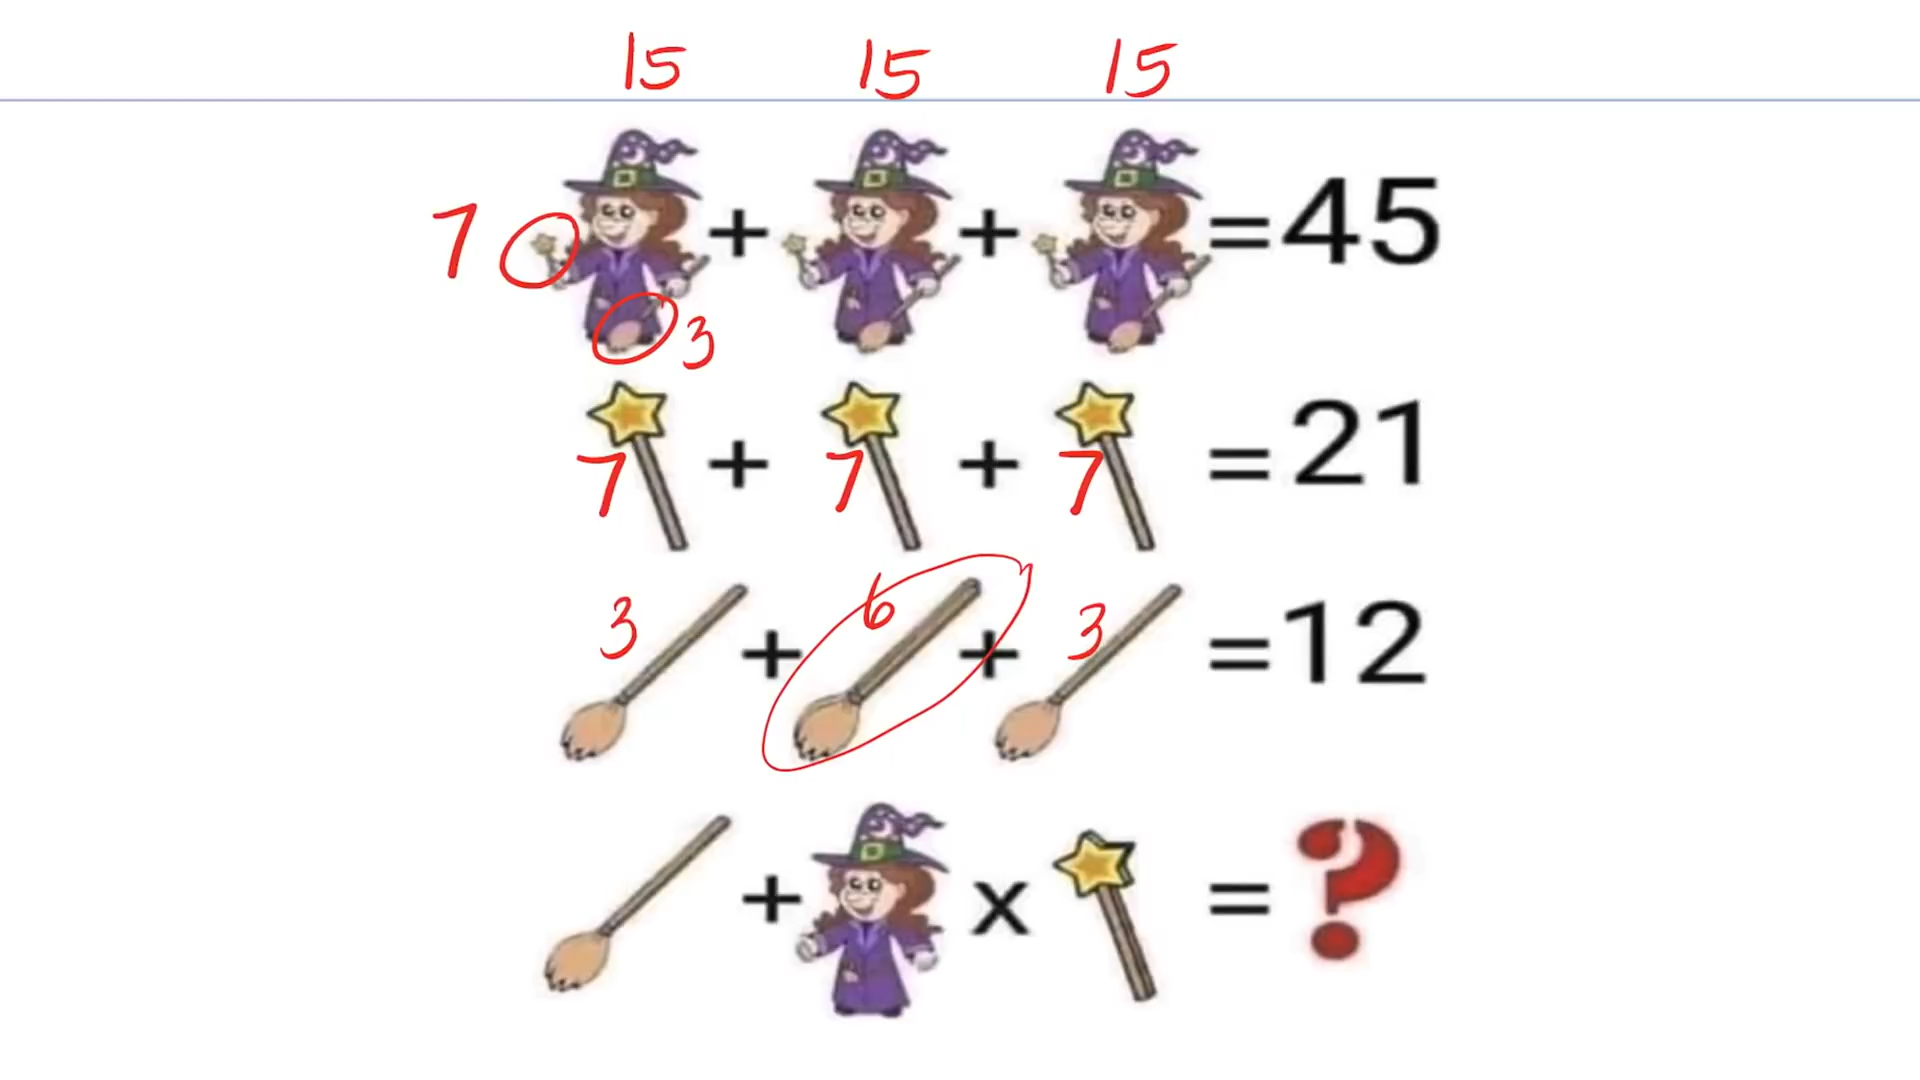 15 15 15
7 + + = 45
3
7 + 7 + 7 = 21
3 + 6 + 3 = 12
+ x = ?